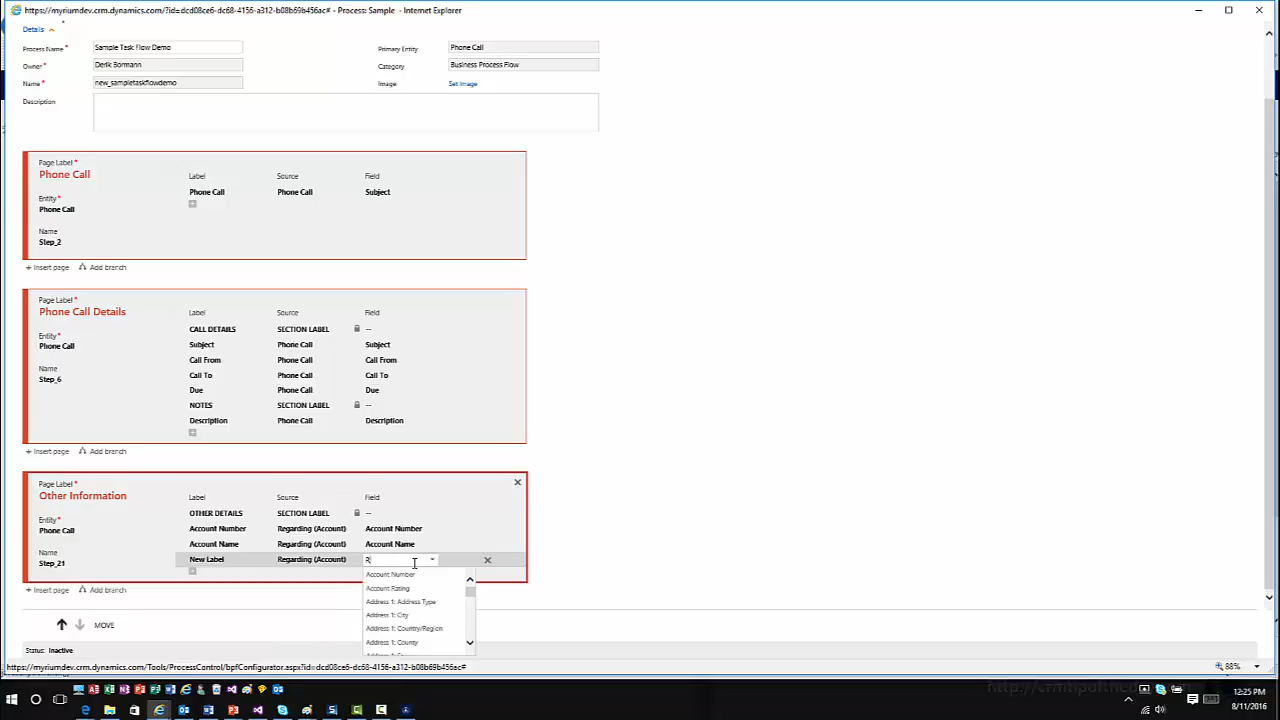 https://myriumdev.crm.dynamics.com/?id=dcd08ce6-dc68-4156-a312-b08b69b456ac# - Process: Sample - Internet Explorer
Details
Process Name * Sample Task Flow Demo Primary Entity Phone Call
Owner * Derik Bormann Category Business Process Flow
Name * new_sampletaskflowdemo Image Set Image
Description
Page Label *
Phone Call
Label Source Field
Phone Call Phone Call Subject
Entity *
Phone Call
Name
Step_2
+ Insert page Add branch
Page Label *
Phone Call Details
Label Source Field
CALL DETAILS SECTION LABEL --
Subject Phone Call Subject
Call From Phone Call Call From
Call To Phone Call Call To
Due Phone Call Due
NOTES SECTION LABEL --
Description Phone Call Description
Entity *
Phone Call
Name
Step_6
+ Insert page Add branch
Page Label *
Other Information
Label Source Field
OTHER DETAILS SECTION LABEL --
Account Number Regarding (Account) Account Number
Account Name Regarding (Account) Account Name
New Label Regarding (Account) R
Entity *
Phone Call
Name
Step_21
Account Number
Account Rating
Address 1: Address Type
Address 1: City
Address 1: Country/Region
Address 1: County
+ Insert page Add branch
MOVE
Status: Inactive
https://myriumdev.crm.dynamics.com/Tools/ProcessControl/bpfConfigurator.aspx?id=dcd08ce6-dc68-4156-a312-b08b69b456ac#
88%
12:25 PM
8/11/2016